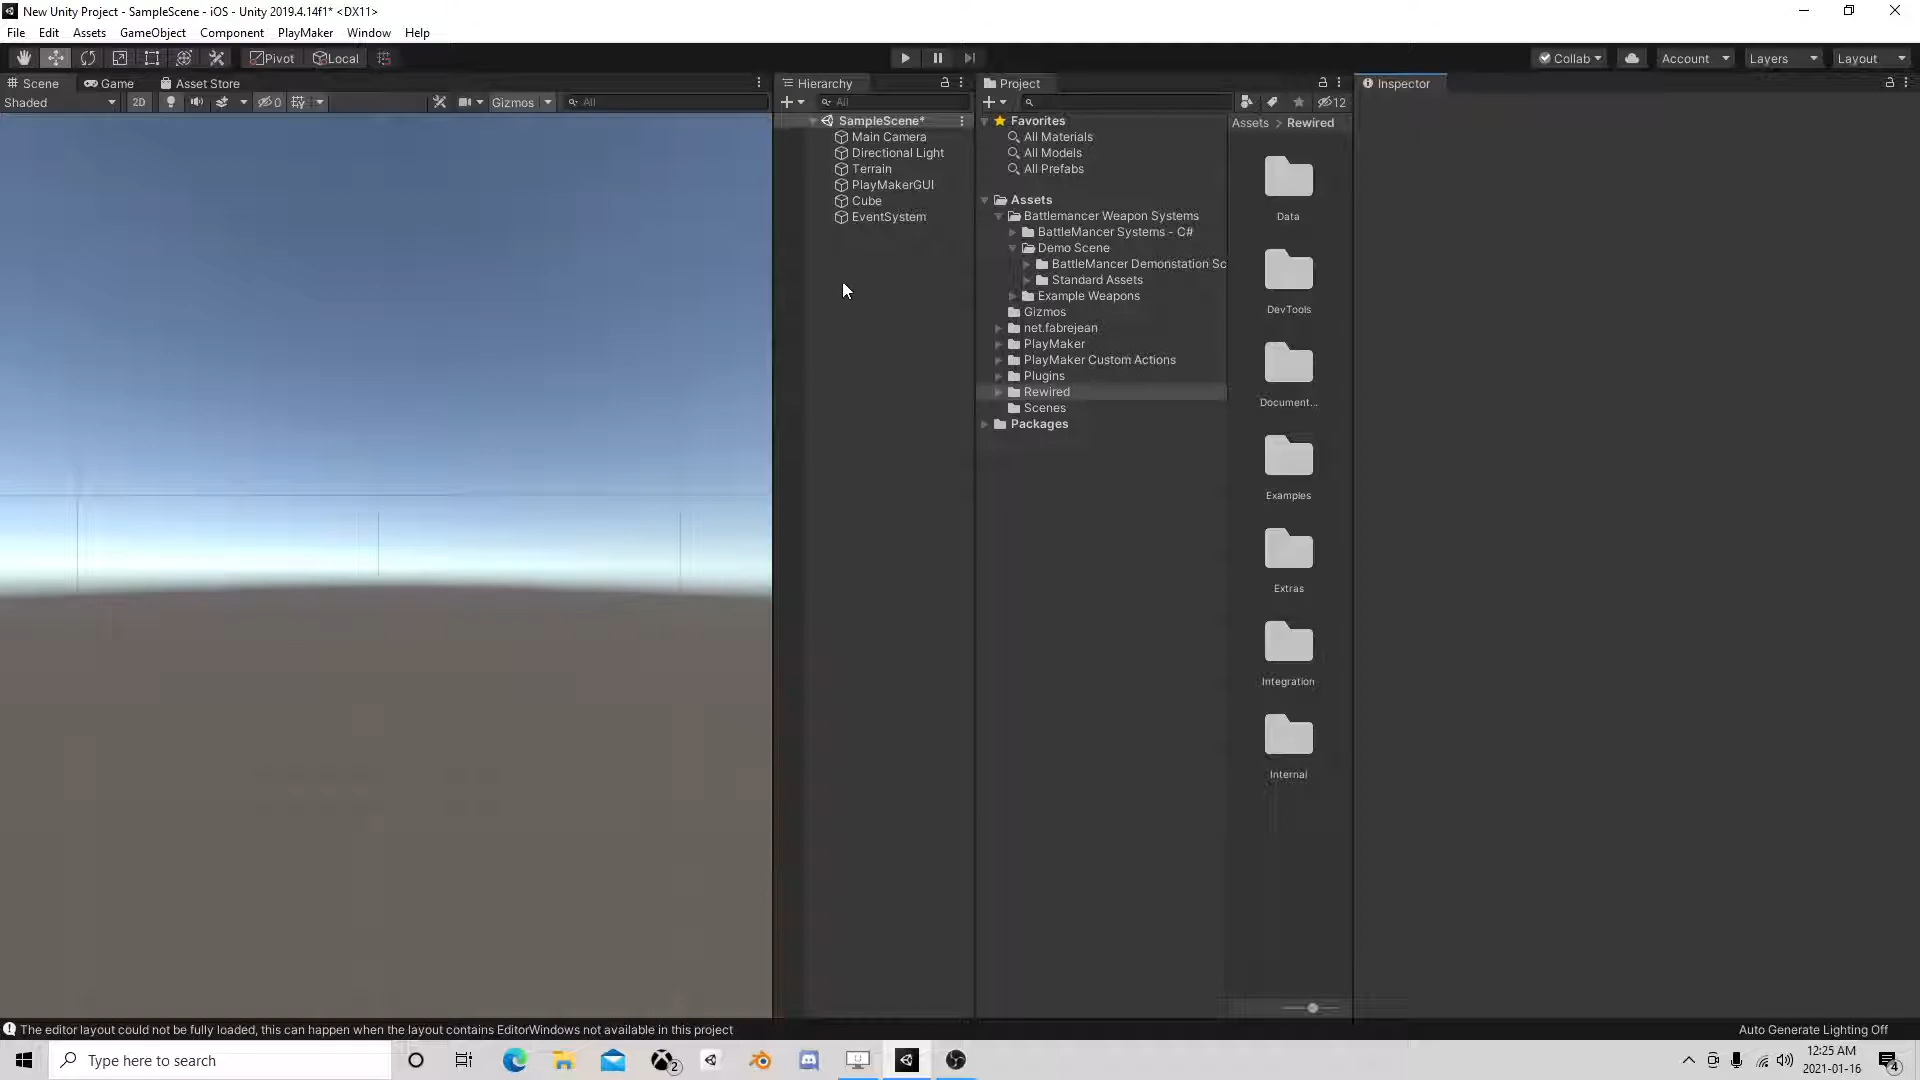 New Unity Project - SampleScene - iOS - Unity 2019.4.14f1* <DX11>
File Edit Assets GameObject Component PlayMaker Window Help
Pivot Local Collab Account Layers Layout
Scene Game Asset Store
Shaded 2D 0 Gizmos All
Hierarchy
All
SampleScene*
Main Camera
Directional Light
Terrain
PlayMakerGUI
Cube
EventSystem
Project
12
Favorites
All Materials
All Models
All Prefabs
Assets
Battlemancer Weapon Systems
BattleMancer Systems - C#
Demo Scene
BattleMancer Demonstation Sc
Standard Assets
Example Weapons
Gizmos
net.fabrejean
PlayMaker
PlayMaker Custom Actions
Plugins
Rewired
Scenes
Packages
Assets > Rewired
Data
DevTools
Document...
Examples
Extras
Integration
Internal
Inspector
The editor layout could not be fully loaded, this can happen when the layout contains EditorWindows not available in this project
Auto Generate Lighting Off
Type here to search
2
12:25 AM
2021-01-16
4